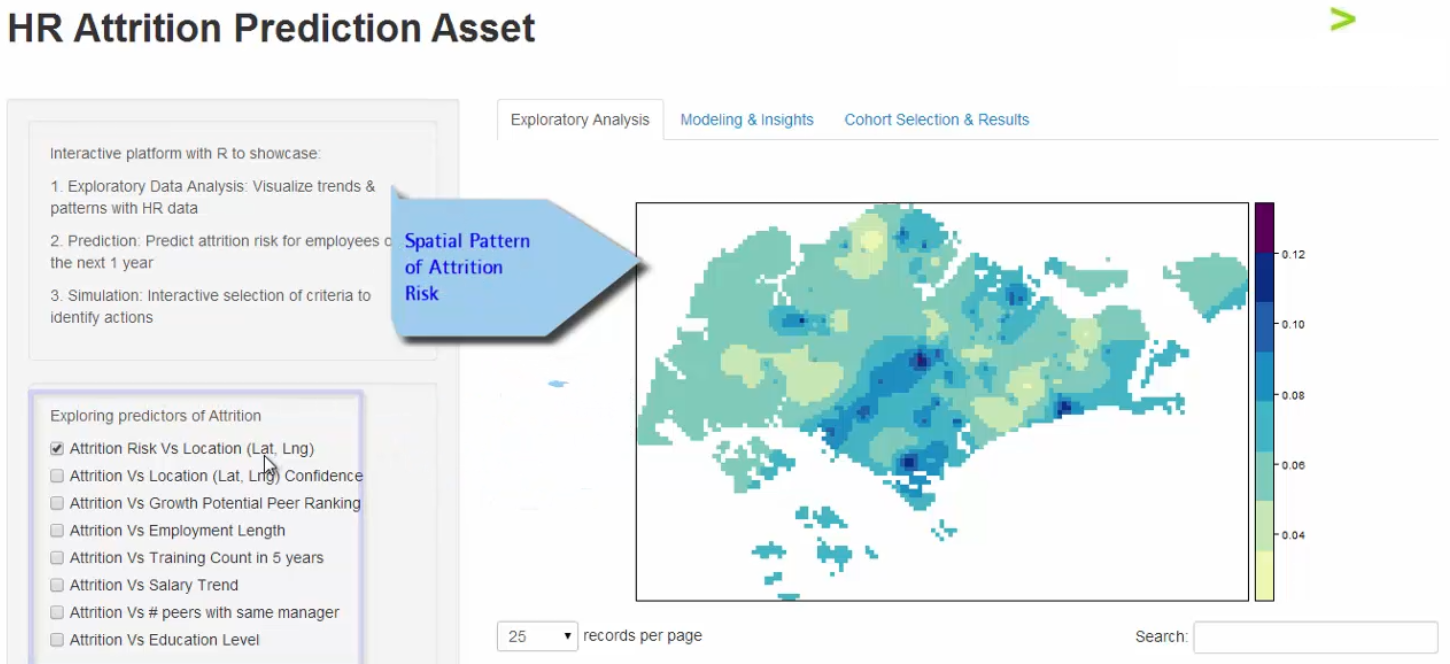 HR Attrition Prediction Asset
>
Interactive platform with R to showcase:
1. Exploratory Data Analysis: Visualize trends &
patterns with HR data
2. Prediction: Predict attrition risk for employees
the next 1 year
3. Simulation: Interactive selection of criteria to
identify actions
Exploring predictors of Attrition
Attrition Risk Vs Location (Lat, Lng)
Attrition Vs Location (Lat, Lng) Confidence
Attrition Vs Growth Potential Peer Ranking
Attrition Vs Employment Length
Attrition Vs Training Count in 5 years
Attrition Vs Salary Trend
Attrition Vs # peers with same manager
Attrition Vs Education Level
Exploratory Analysis
Modeling & Insights
Cohort Selection & Results
Spatial Pattern
of Attrition
Risk
0.12
0.10
0.08
0.06
0.04
25
records per page
Search: